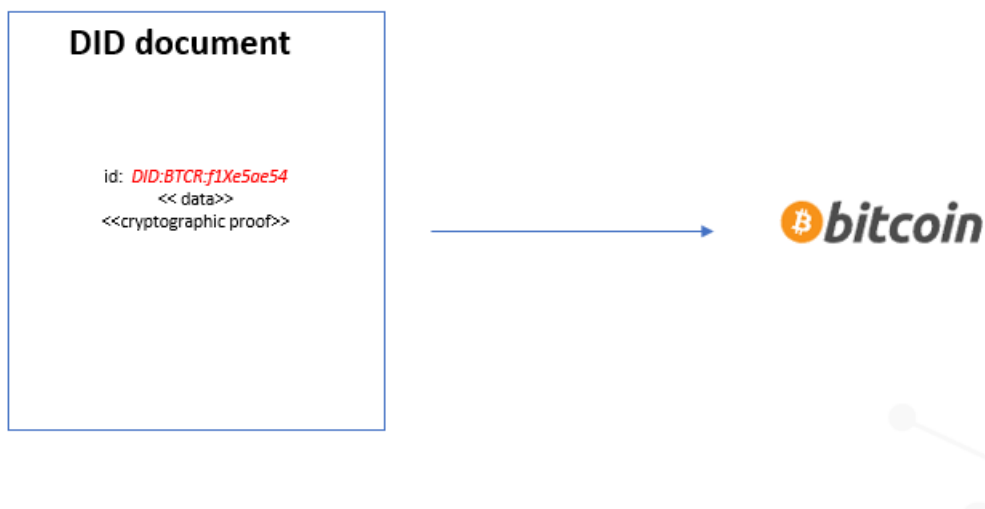 DID document
id: DID:BTCR:f1Xe5ae54
<< data>>
<<cryptographic proof>>
bitcoin